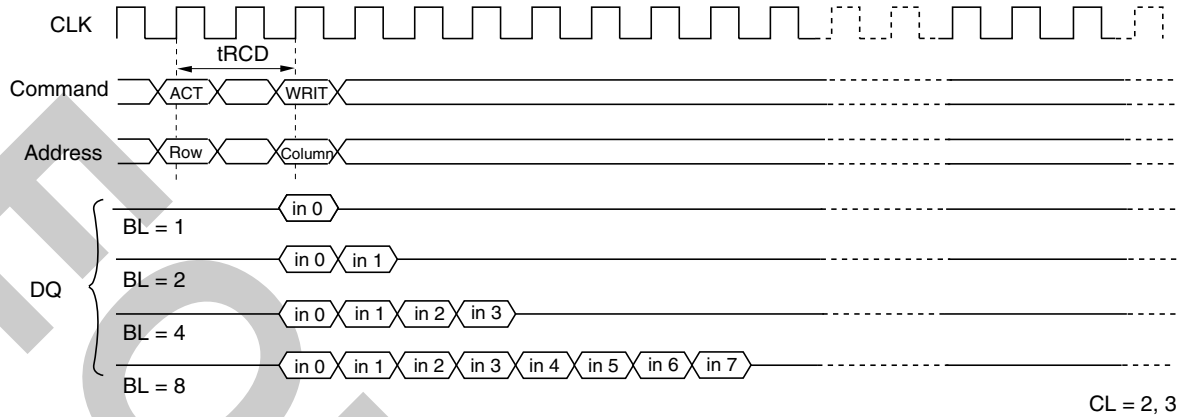 CLK
tRCD
Command ACT WRIT
Address Row Column
DQ
in 0
BL = 1
in 0 in 1
BL = 2
in 0 in 1 in 2 in 3
BL = 4
in 0 in 1 in 2 in 3 in 4 in 5 in 6 in 7
BL = 8
CL = 2, 3